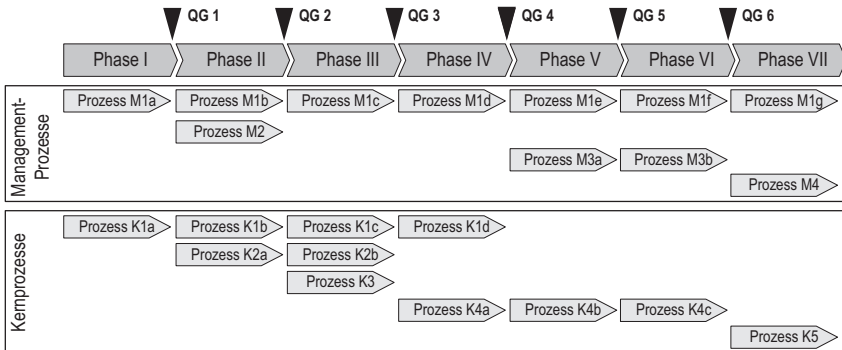 QG 1 QG 2 QG 3 QG 4 QG 5 QG 6
Phase I Phase II Phase III Phase IV Phase V Phase VI Phase VII
Management-
Prozesse
Prozess M1a Prozess M1b Prozess M1c Prozess M1d Prozess M1e Prozess M1f Prozess M1g
Prozess M2
Prozess M3a Prozess M3b
Prozess M4
Kernprozesse
Prozess K1a Prozess K1b Prozess K1c Prozess K1d
Prozess K2a Prozess K2b
Prozess K3
Prozess K4a Prozess K4b Prozess K4c
Prozess K5